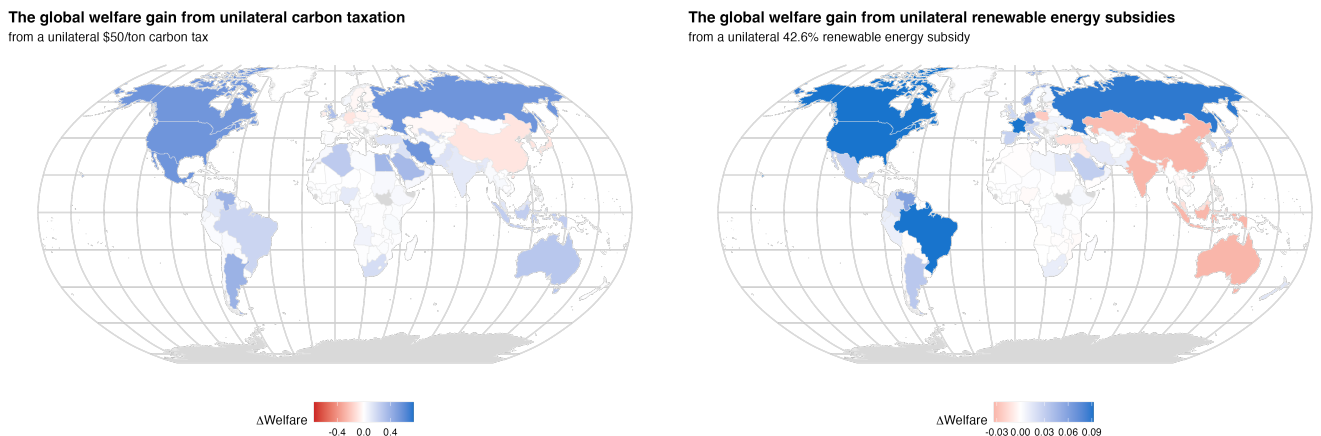 The global welfare gain from unilateral carbon taxation
from a unilateral $50/ton carbon tax
ΔWelfare
-0.4 0.0 0.4
The global welfare gain from unilateral renewable energy subsidies
from a unilateral 42.6% renewable energy subsidy
ΔWelfare
-0.03 0.00 0.03 0.06 0.09